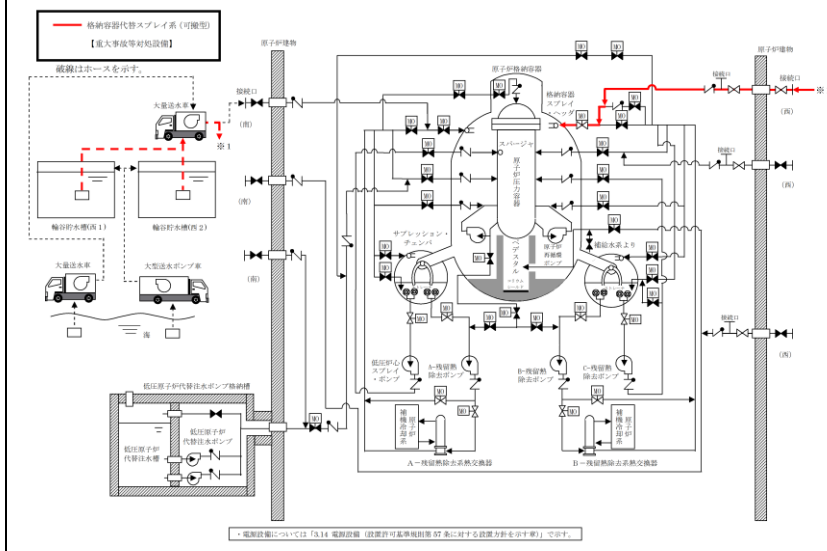 格納容器代替スプレイ系(可搬型)
【重大事故等対処設備】
破線はホースを示す。
原子炉建物
接続口
(南)
(南)
(南)
大量送水車
※1
輪谷貯水槽(西1)
輪谷貯水槽(西2)
大量送水車
大型送水ポンプ車
海
低圧原子炉代替注水ポンプ格納槽
低圧原子炉
代替注水ポンプ
低圧原子炉
代替注水槽
MO
原子炉格納容器
格納容器
スプレイ
・ヘッダ
スパージャ
原子炉圧力容器
ペデスタル
原子炉
再循環
ポンプ
サプレッション・
チェンバ
補給水系より
低圧炉心
スプレイ
・ポンプ
A-残留熱
除去ポンプ
B-残留熱
除去ポンプ
C-残留熱
除去ポンプ
原子炉
補機冷却系
原子炉
補機冷却系
A-残留熱除去系熱交換器
B-残留熱除去系熱交換器
原子炉建物
接続口
接続口
※
(西)
接続口
(西)
接続口
(西)
・電源設備については「3.14 電源設備(設置許可基準規則第57条に対する設置方針を示す章)」で示す。